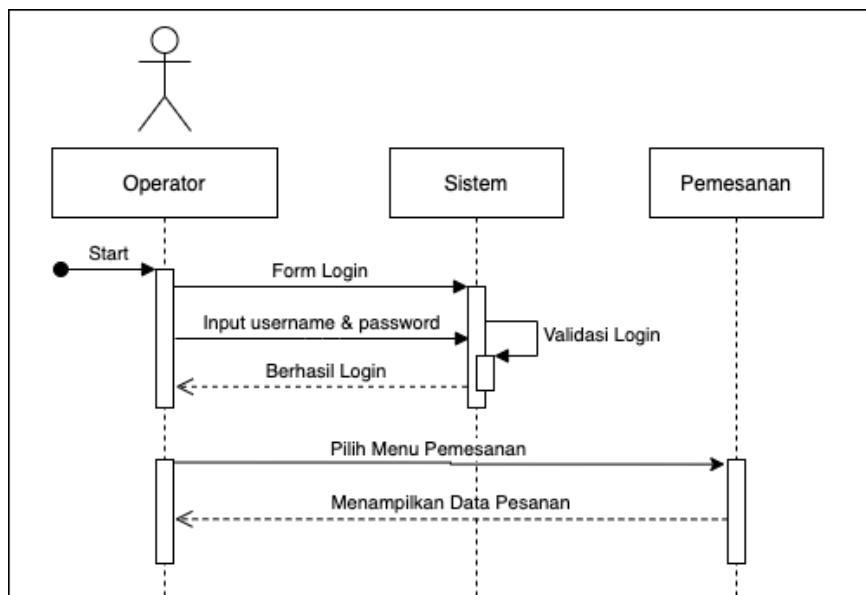 Operator
Sistem
Pemesanan
Start
Form Login
Input username & password
Validasi Login
Berhasil Login
Pilih Menu Pemesanan
Menampilkan Data Pesanan